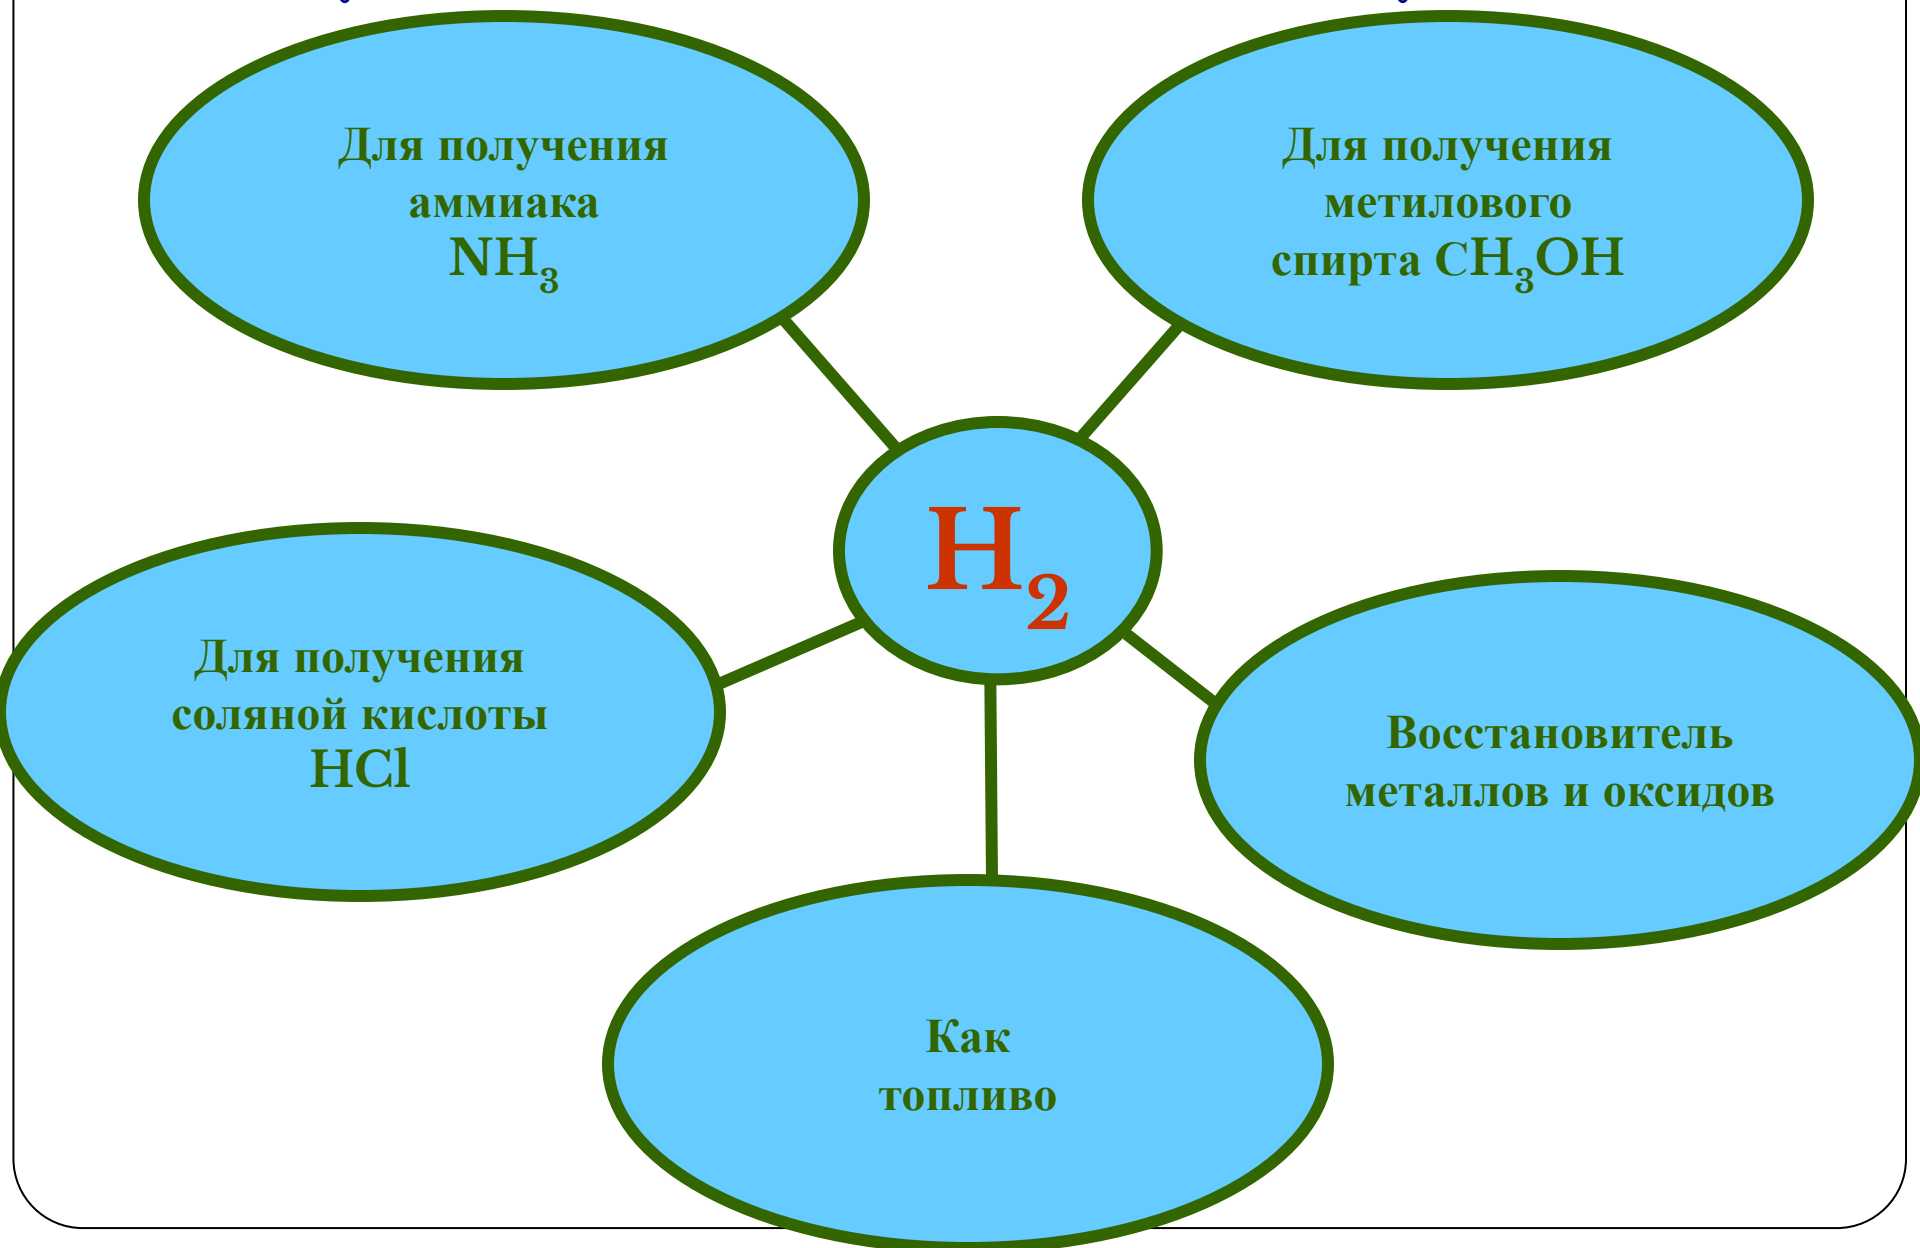 Для получения
аммиака
NH₃
Для получения
метилового
спирта CH₃OH
H₂
Для получения
соляной кислоты
HCl
Восстановитель
металлов и оксидов
Как
топливо